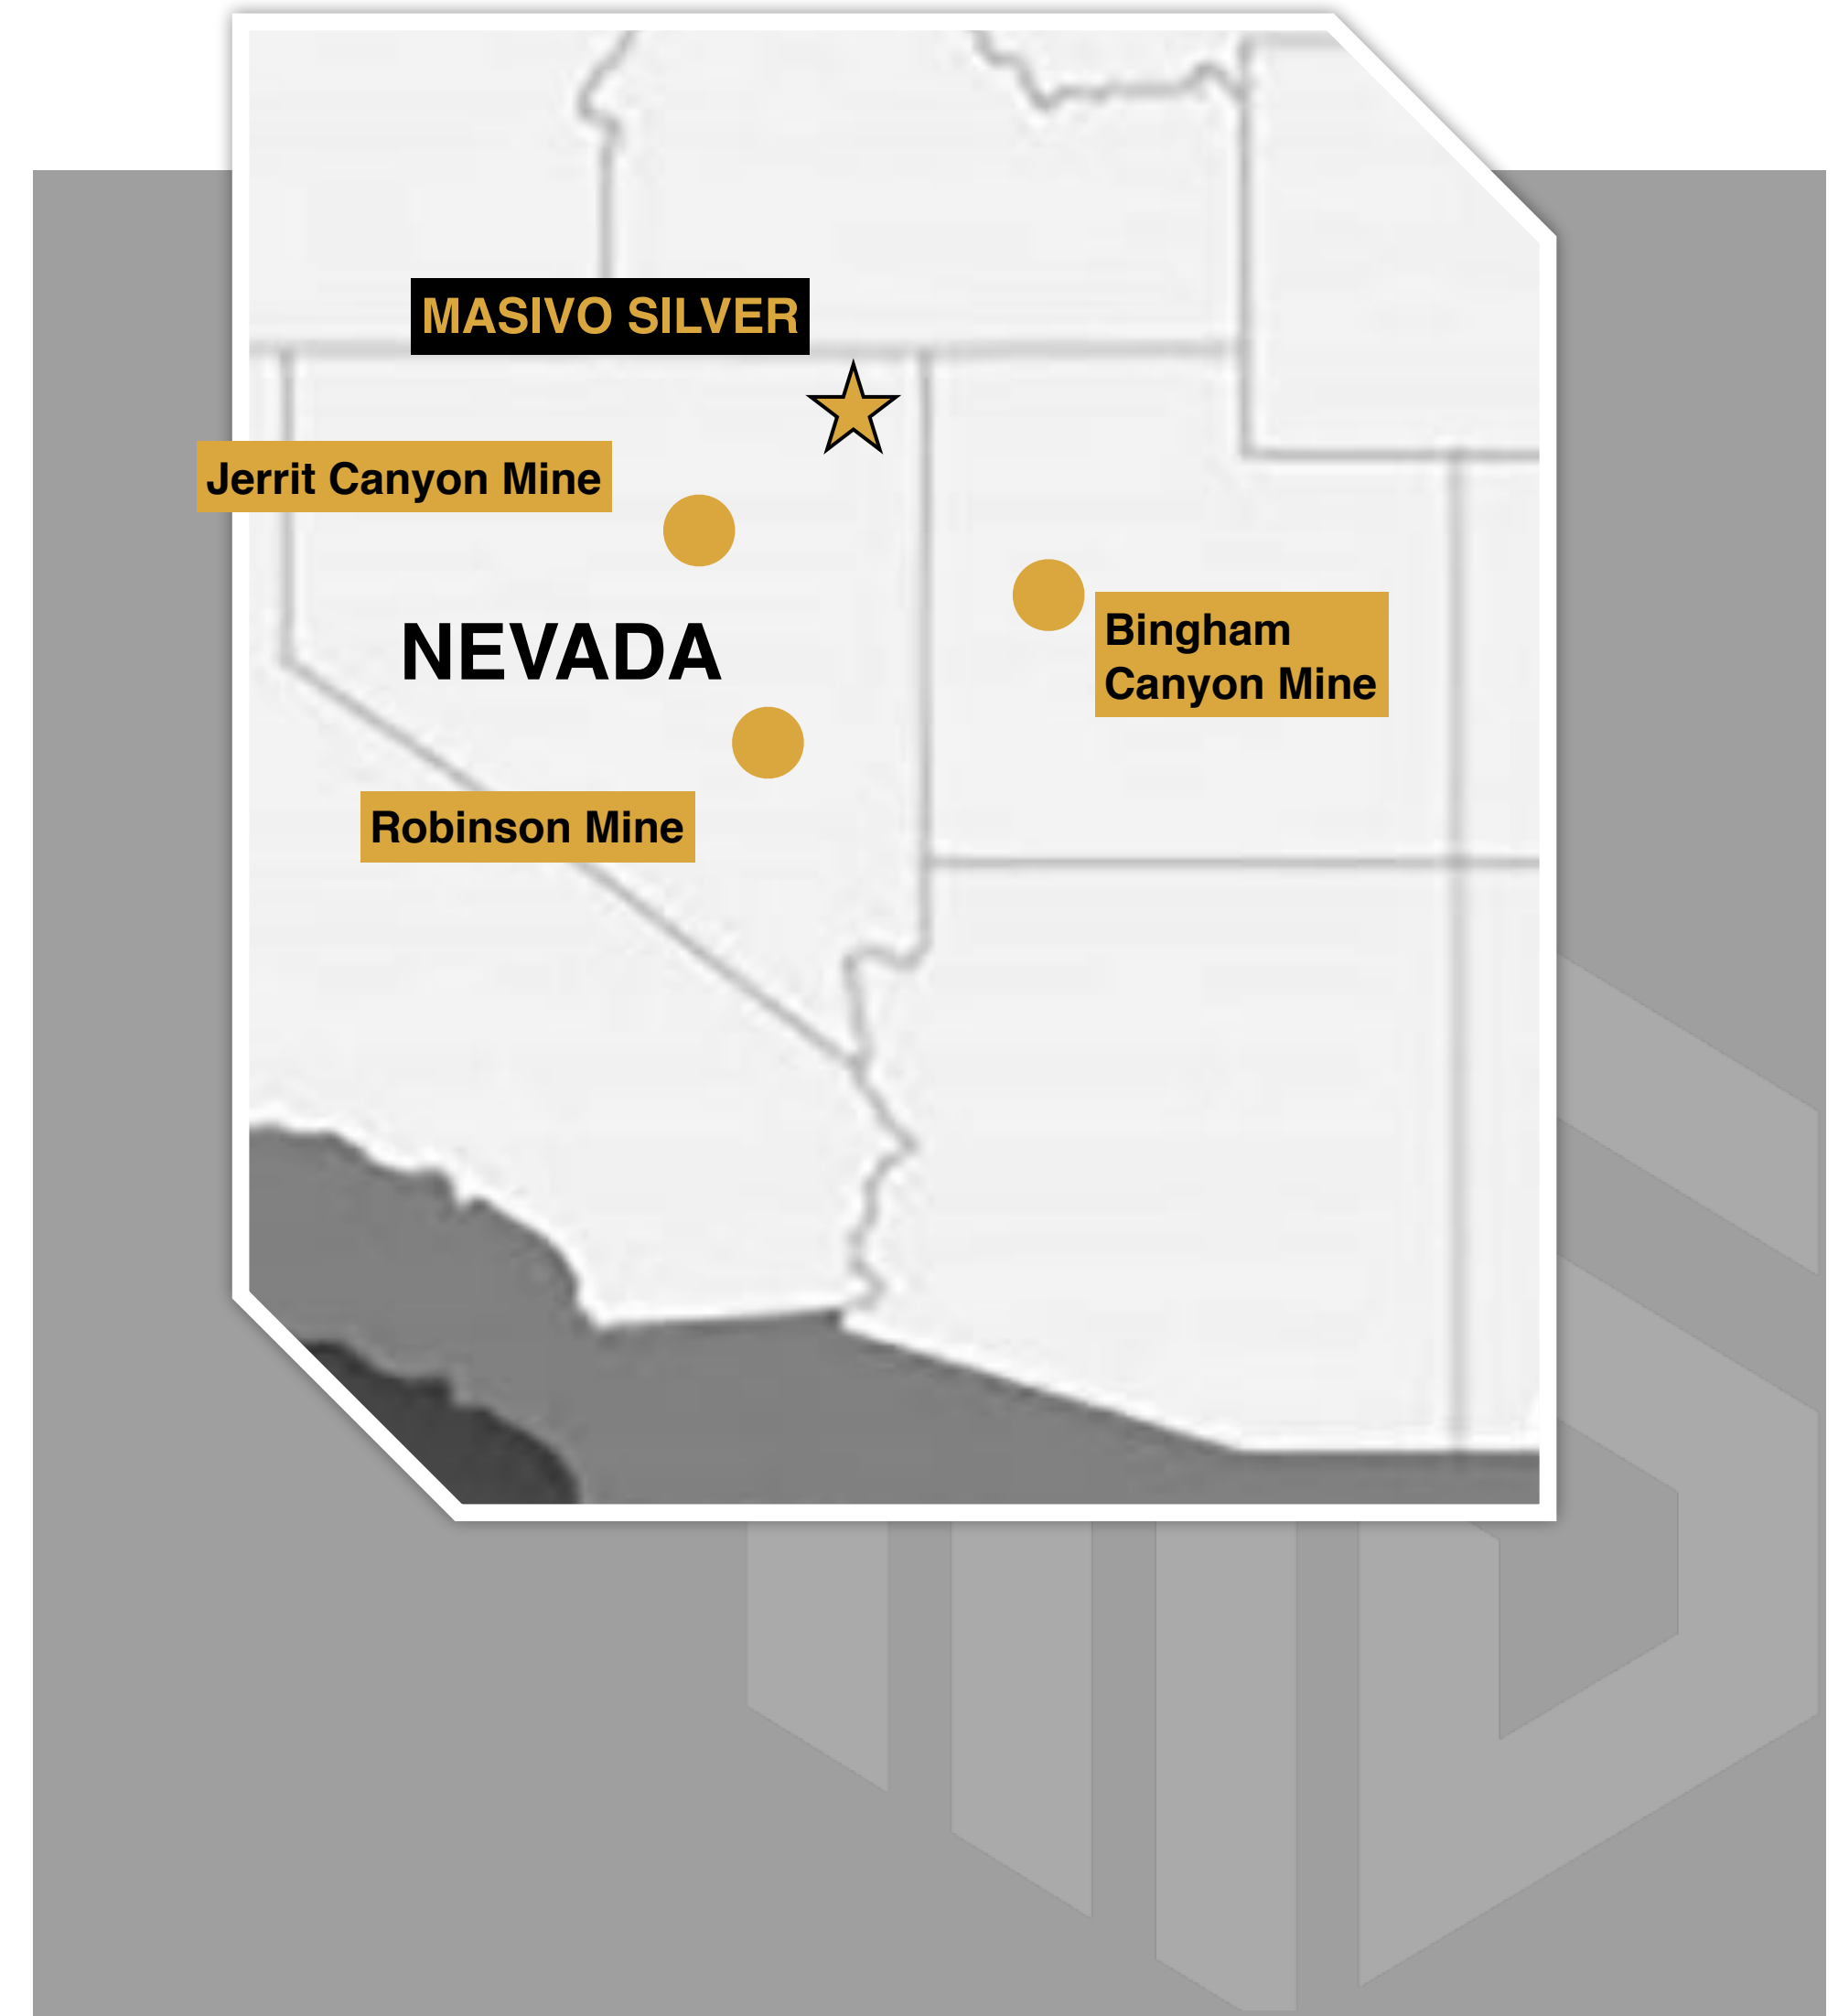 MASIVO SILVER
Jerrit Canyon Mine
NEVADA
Bingham
Canyon Mine
Robinson Mine